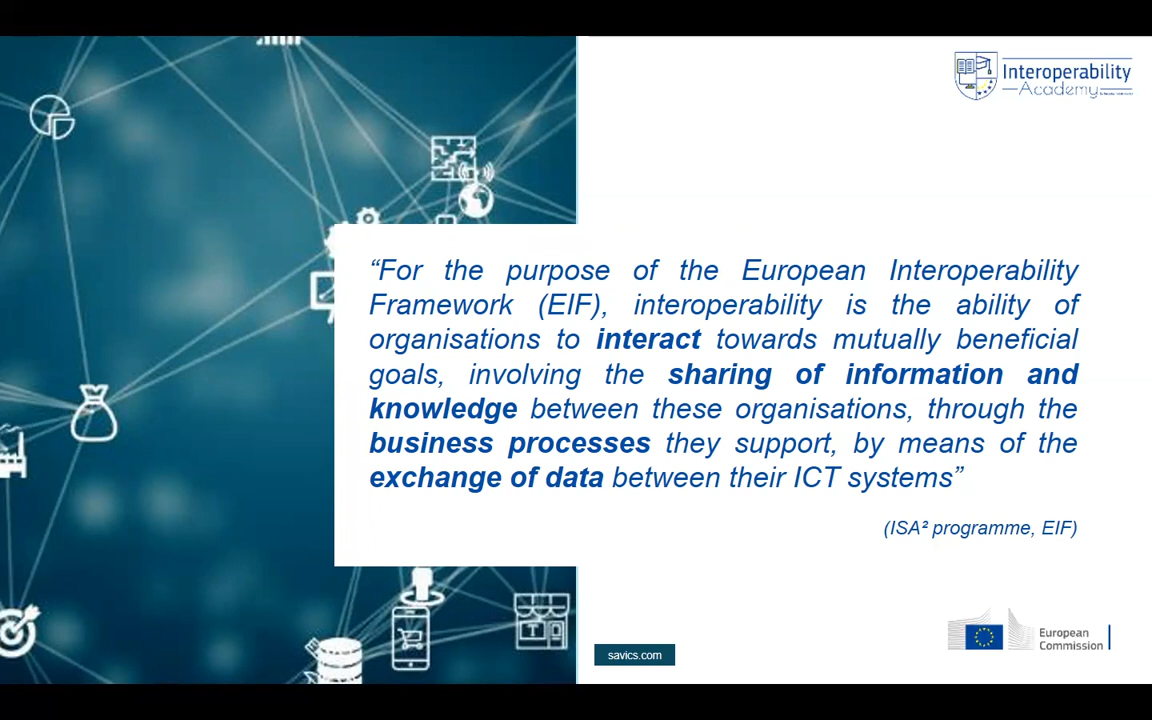 Interoperability
Academy
“For the purpose of the European Interoperability
Framework (EIF), interoperability is the ability of
organisations to interact towards mutually beneficial
goals, involving the sharing of information and
knowledge between these organisations, through the
business processes they support, by means of the
exchange of data between their ICT systems”
(ISA² programme, EIF)
savics.com
European
Commission